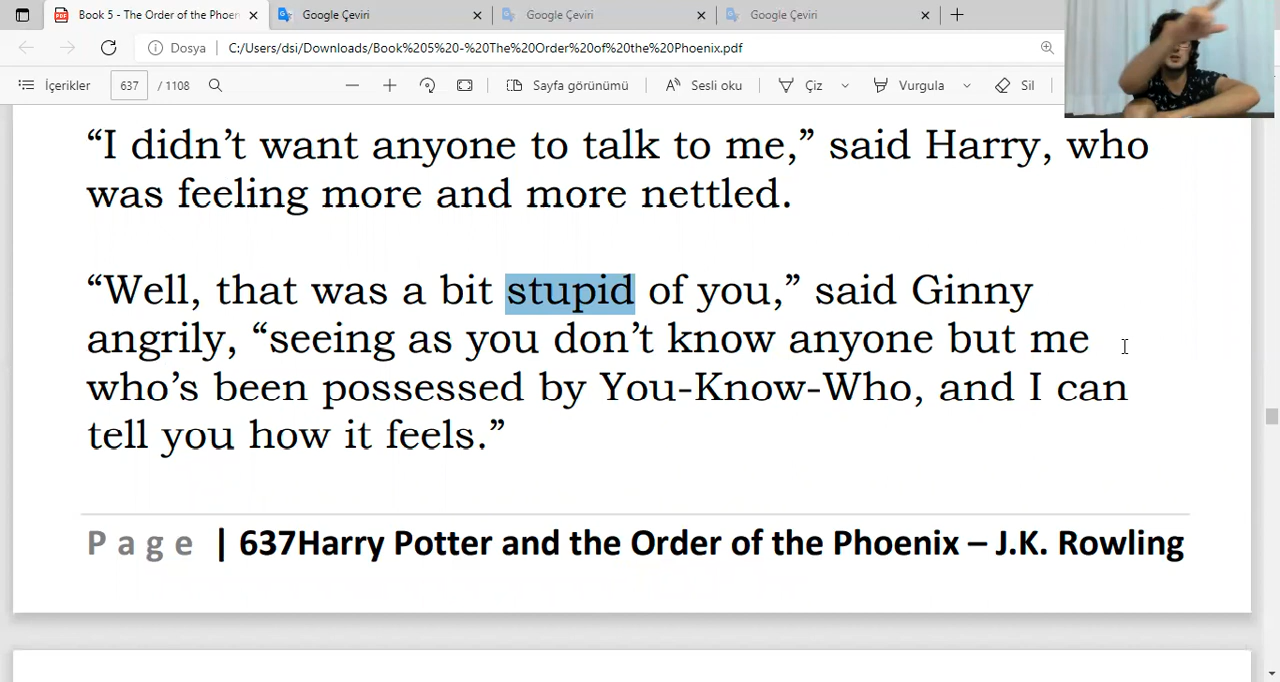 Book 5 - The Order of the Phoen
Google Çeviri
Google Çeviri
Google Çeviri
Dosya
C:/Users/dsi/Downloads/Book%205%20-%20The%20Order%20of%20the%20Phoenix.pdf
İçerikler
637
/ 1108
Sayfa görünümü
Sesli oku
Çiz
Vurgula
Sil
“I didn’t want anyone to talk to me,” said Harry, who
was feeling more and more nettled.
“Well, that was a bit stupid of you,” said Ginny
angrily, “seeing as you don’t know anyone but me
who’s been possessed by You-Know-Who, and I can
tell you how it feels.”
Page | 637Harry Potter and the Order of the Phoenix – J.K. Rowling